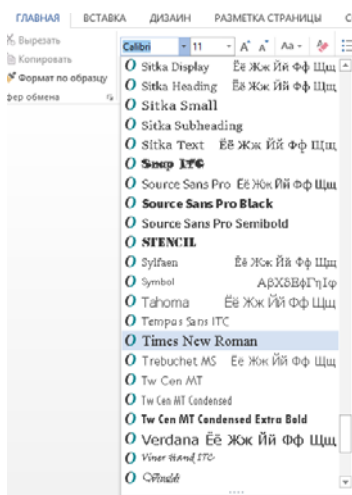 ГЛАВНАЯ ВСТАВКА ДИЗАЙН РАЗМЕТКА СТРАНИЦЫ
Вырезать
Копировать
Формат по образцу
фер обмена
Calibri 11 Aa
O Sitka Display Ёё Жж Йй Фф Щщ
O Sitka Heading Ёё Жж Йй Фф Щщ
O Sitka Small
O Sitka Subheading
O Sitka Text Ёё Жж Йй Фф Щщ
O Snap ITC
O Source Sans Pro Ёё Жж Йй Фф Щщ
O Source Sans Pro Black
O Source Sans Pro Semibold
O STENCIL
O Sylfaen Ёё Жж Йй Фф Щщ
O Symbol ΑβΧδΕφΓηΙφ
O Tahoma Ёё Жж Йй Фф Щщ
O Tempus Sans ITC
O Times New Roman
O Trebuchet MS Ёё Жж Йй Фф Щщ
O Tw Cen MT
O Tw Cen MT Condensed
O Tw Cen MT Condensed Extra Bold
O Verdana Ёё Жж Йй Фф Щщ
O Viner Hand ITC
O Vivaldi